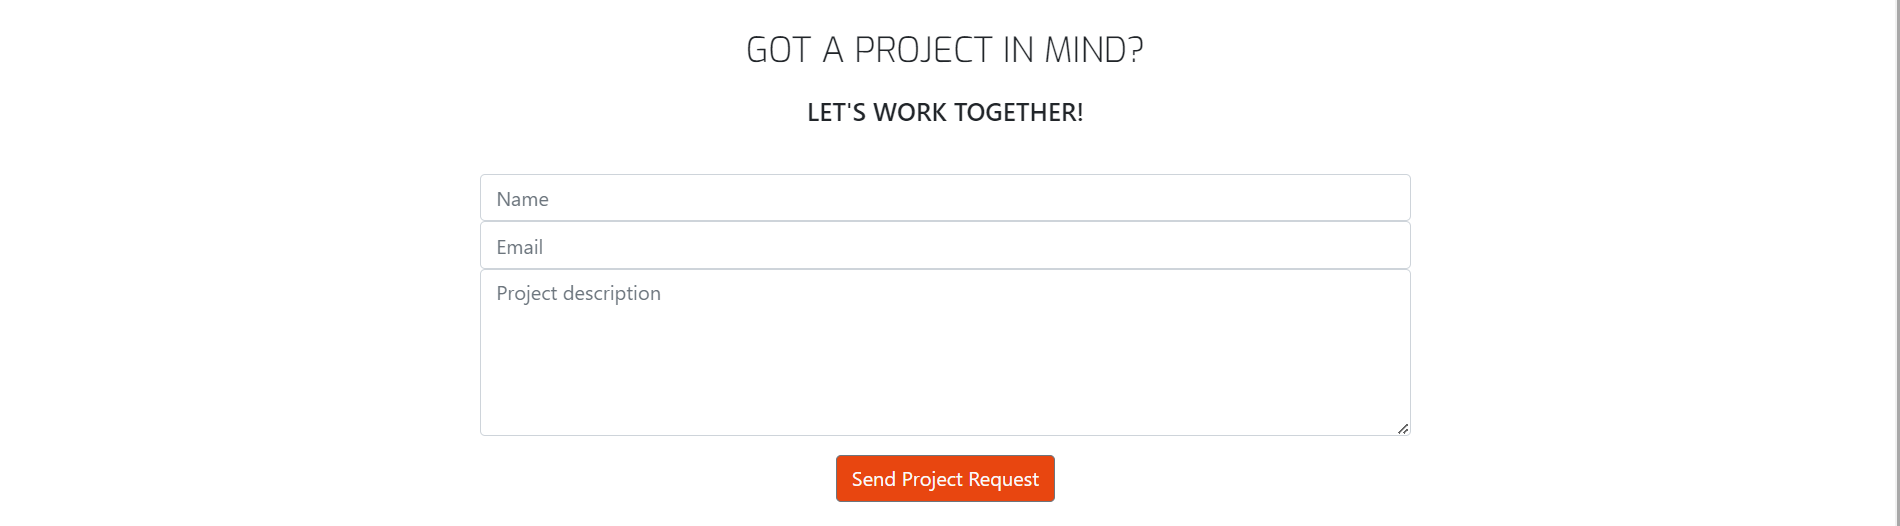 GOT A PROJECT IN MIND?
LET'S WORK TOGETHER!
Name
Email
Project description
Send Project Request